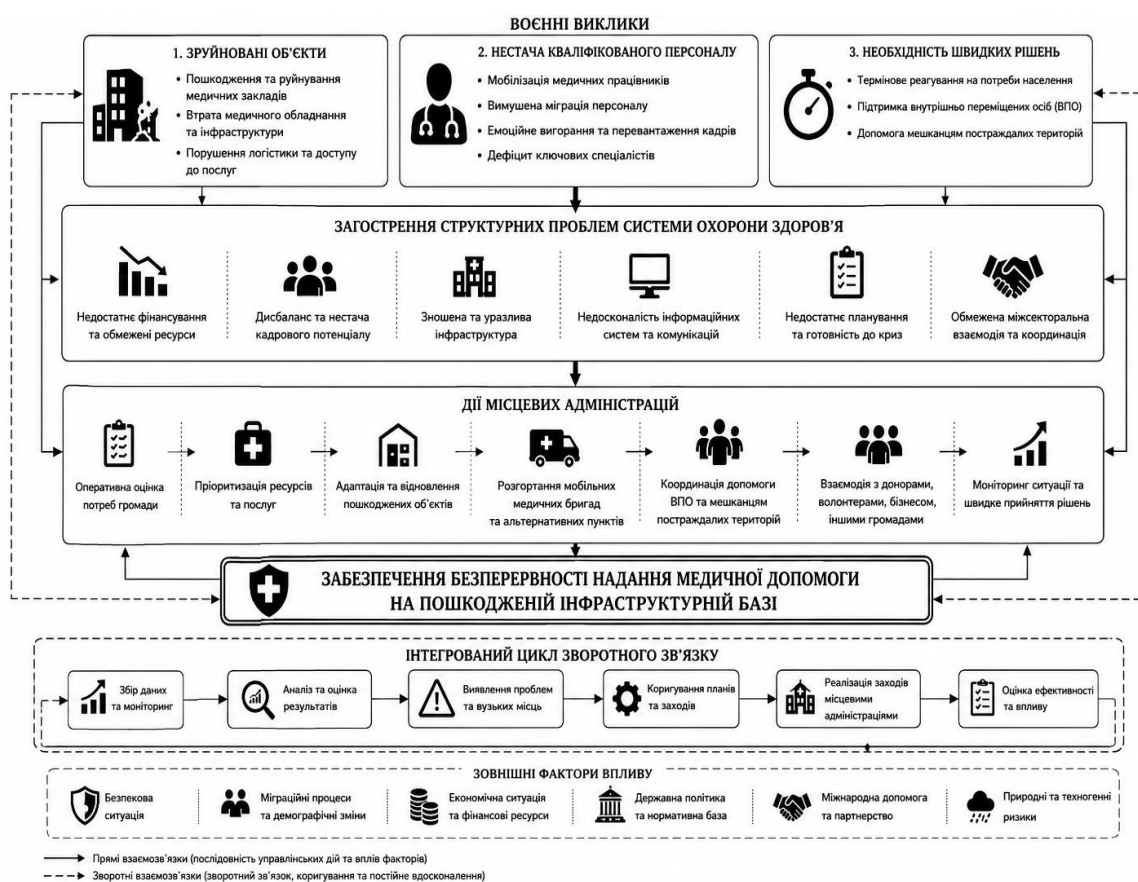 ВОЄННІ ВИКЛИКИ
1. ЗРУЙНОВАНІ ОБ'ЄКТИ
• Пошкодження та руйнування
медичних закладів
• Втрата медичного обладнання
та інфраструктури
• Порушення логістики та доступу
до послуг
2. НЕСТАЧА КВАЛІФІКОВАНОГО ПЕРСОНАЛУ
• Мобілізація медичних працівників
• Вимушена міграція персоналу
• Емоційне вигорання та перевантаження кадрів
• Дефіцит ключових спеціалістів
3. НЕОБХІДНІСТЬ ШВИДКИХ РІШЕНЬ
• Термінове реагування на потреби населення
• Підтримка внутрішньо переміщених осіб (ВПО)
• Допомога мешканцям постраждалих територій
ЗАГОСТРЕННЯ СТРУКТУРНИХ ПРОБЛЕМ СИСТЕМИ ОХОРОНИ ЗДОРОВ'Я
Недостатнє фінансування
та обмежені ресурси
Дисбаланс та нестача
кадрового потенціалу
Зношена та уразлива
інфраструктура
Недосконалість інформаційних
систем та комунікацій
Недостатнє планування
та готовність до криз
Обмежена міжсекторальна
взаємодія та координація
ДІЇ МІСЦЕВИХ АДМІНІСТРАЦІЙ
Оперативна оцінка
потреб громади
Пріоритизація ресурсів
та послуг
Адаптація та відновлення
пошкоджених об'єктів
Розгортання мобільних
медичних бригад
та альтернативних пунктів
Координація допомоги
ВПО та мешканцям
постраждалих територій
Взаємодія з донорами,
волонтерами, бізнесом,
іншими громадами
Моніторинг ситуації та
швидке прийняття рішень
ЗАБЕЗПЕЧЕННЯ БЕЗПЕРЕРВНОСТІ НАДАННЯ МЕДИЧНОЇ ДОПОМОГИ
НА ПОШКОДЖЕНІЙ ІНФРАСТРУКТУРНІЙ БАЗІ
ІНТЕГРОВАНИЙ ЦИКЛ ЗВОРОТНОГО ЗВ'ЯЗКУ
Збір даних
та моніторинг
Аналіз та оцінка
результатів
Виявлення проблем
та вузьких місць
Коригування планів
та заходів
Реалізація заходів
місцевими
адміністраціями
Оцінка ефективності
та впливу
ЗОВНІШНІ ФАКТОРИ ВПЛИВУ
Безпекова
ситуація
Міграційні процеси
та демографічні зміни
Економічна ситуація
та фінансові ресурси
Державна політика
та нормативна база
Міжнародна допомога
та партнерство
Природні та техногенні
ризики
Прямі взаємозв'язки (послідовність управлінських дій та вплів факторів)
Зворотні взаємозв'язки (зворотний зв'язок, коригування та постійне вдосконалення)